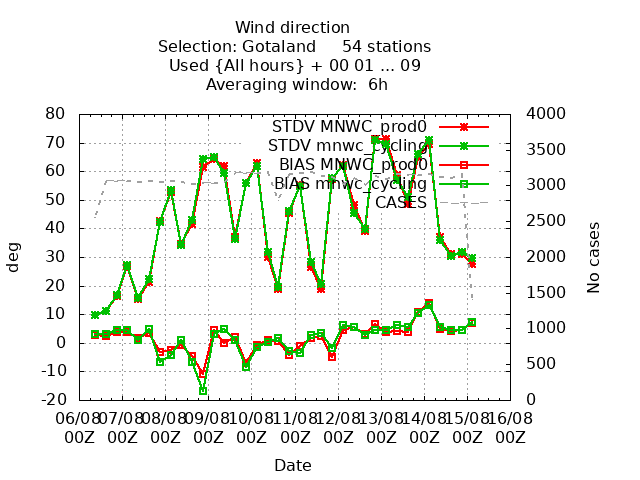 Wind direction
Selection: Gotaland     54 stations
Used {All hours} + 00 01 ... 09
Averaging window:  6h
80
70
60
50
40
30
20
10
0
-10
-20
deg
4000
3500
3000
2500
2000
1500
1000
500
0
No cases
STDV MNWC_prod0
STDV mnwc_cycling
BIAS MNWC_prod0
BIAS mnwc_cycling
CASES
06/08 07/08 08/08 09/08 10/08 11/08 12/08 13/08 14/08 15/08 16/08
00Z 00Z 00Z 00Z 00Z 00Z 00Z 00Z 00Z 00Z 00Z
Date